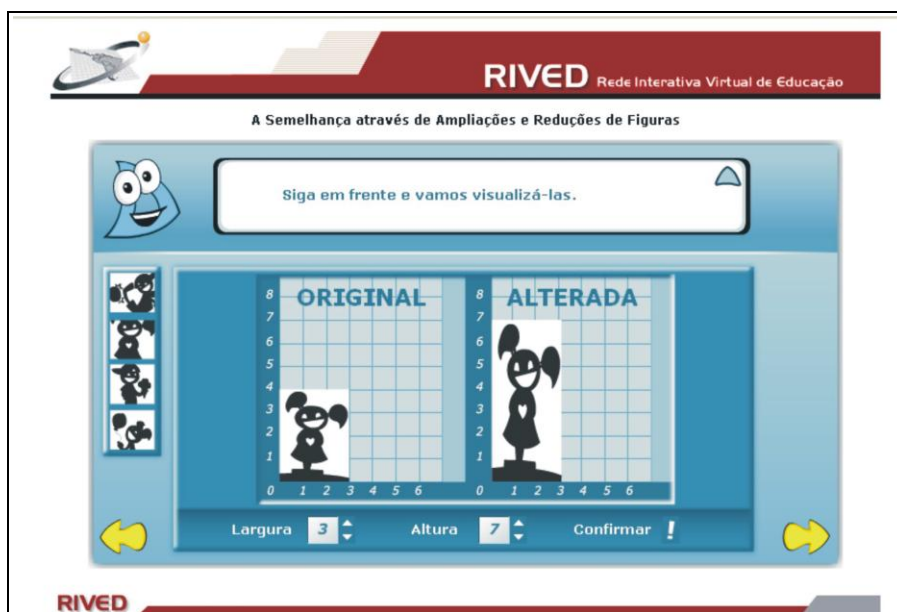 RIVED Rede Interativa Virtual de Educação
A Semelhança através de Ampliações e Reduções de Figuras
Siga em frente e vamos visualizá-las.
ORIGINAL
8
7
6
5
4
3
2
1
0 1 2 3 4 5 6
ALTERADA
8
7
6
5
4
3
2
1
0 1 2 3 4 5 6
Largura 3 Altura 7 Confirmar !
RIVED